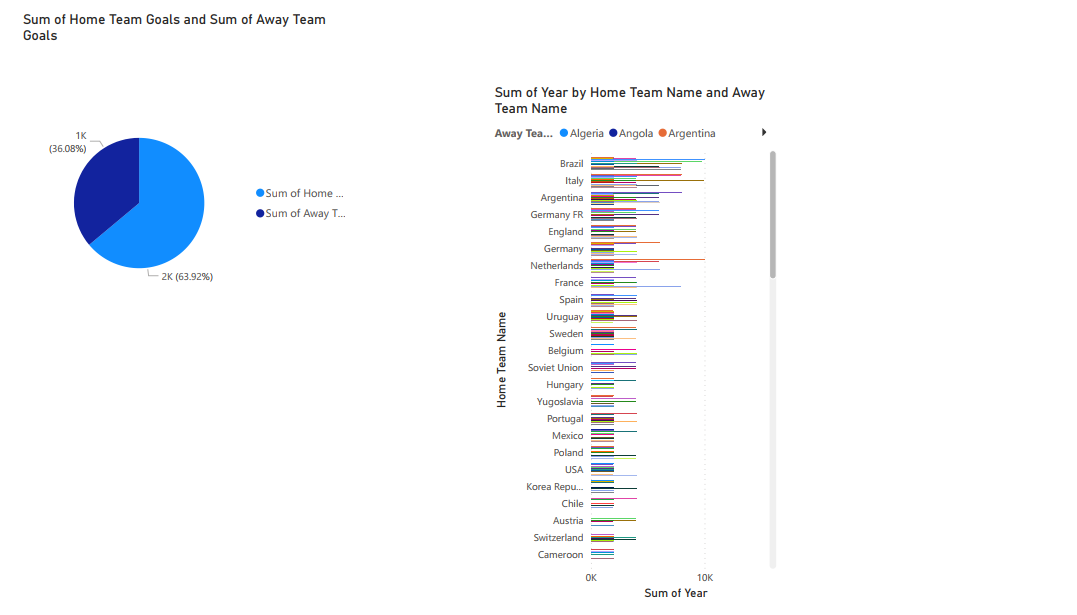 Sum of Home Team Goals and Sum of Away Team
Goals
1K
(36.08%)
2K (63.92%)
Sum of Home ...
Sum of Away T...
Sum of Year by Home Team Name and Away
Team Name
Away Tea... Algeria Angola Argentina
Home Team Name
Brazil
Italy
Argentina
Germany FR
England
Germany
Netherlands
France
Spain
Uruguay
Sweden
Belgium
Soviet Union
Hungary
Yugoslavia
Portugal
Mexico
Poland
USA
Korea Repu...
Chile
Austria
Switzerland
Cameroon
0K 10K
Sum of Year